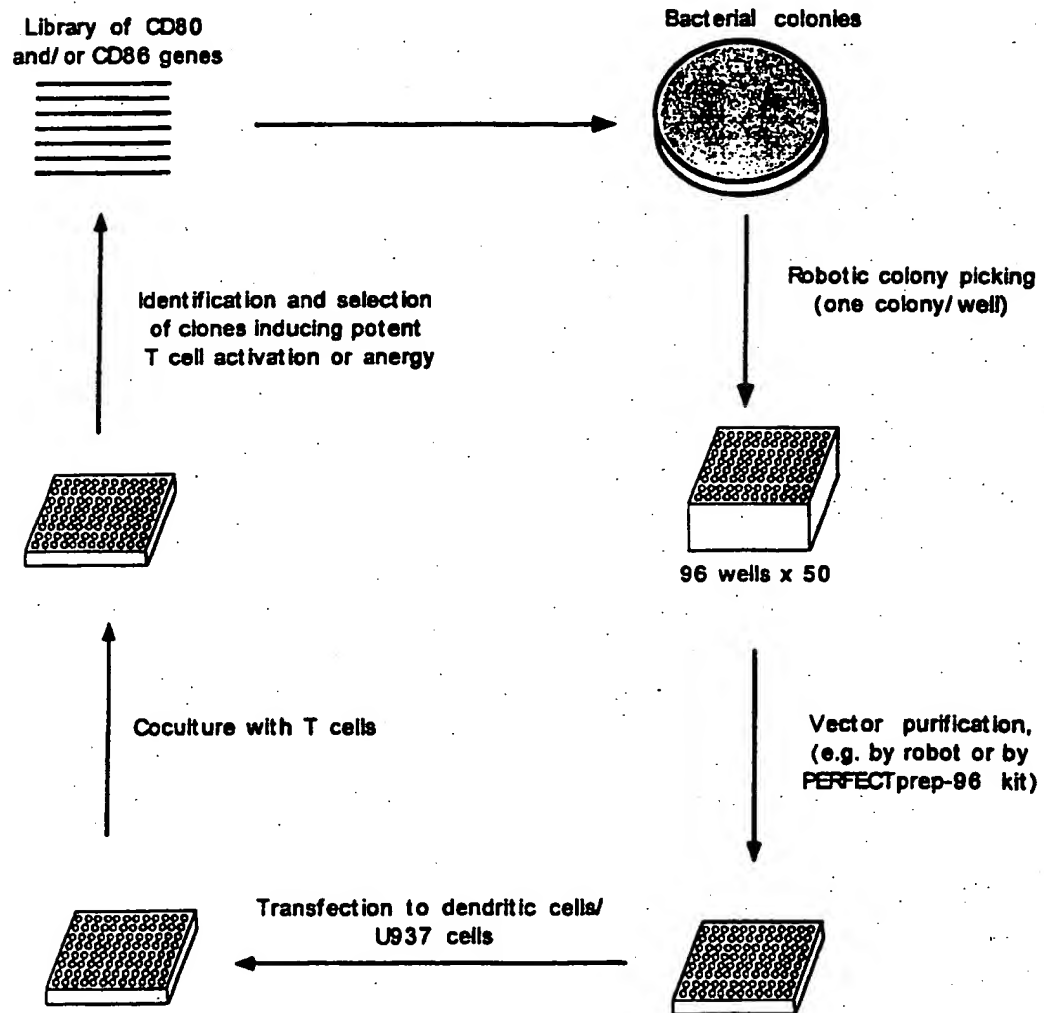 Library of CD80
and/ or CD86 genes
Bacterial colonies
Robotic colony picking
(one colony/ well)
Identification and selection
of clones inducing potent
T cell activation or anergy
96 wells x 50
Coculture with T cells
Vector purification,
(e.g. by robot or by
PERFECTprep-96 kit)
Transfection to dendritic cells/
U937 cells